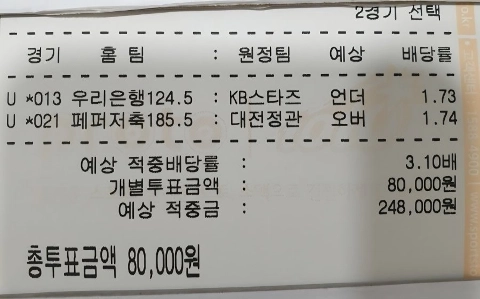 2경기 선택
경기 홈 팀 : 원정팀 예상 배당률
U *013 우리은행124.5 : KB스타즈 언더 1.73
U *021 페퍼저축185.5 : 대전정관 오버 1.74
예상 적중배당률 : 3.10배
개별투표금액 : 80,000원
예상 적중금 : 248,000원
총투표금액 80,000원